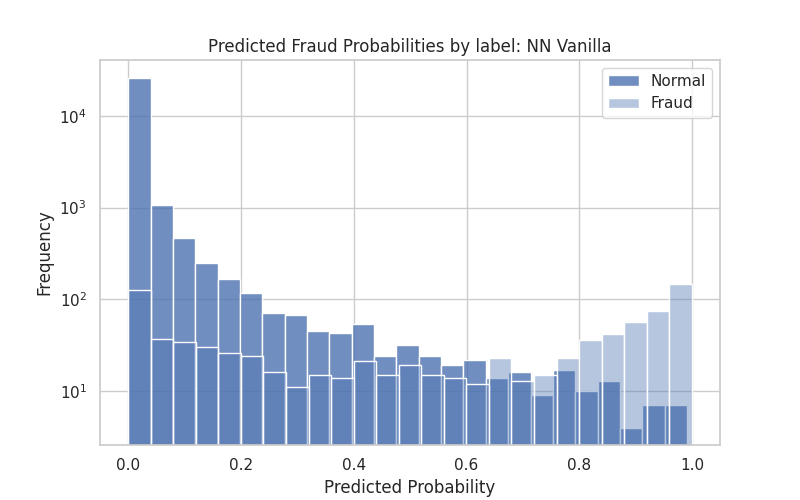 Predicted Fraud Probabilities by label: NN Vanilla
Normal
Fraud
10⁴
10³
10²
10¹
Frequency
0.0 0.2 0.4 0.6 0.8 1.0
Predicted Probability